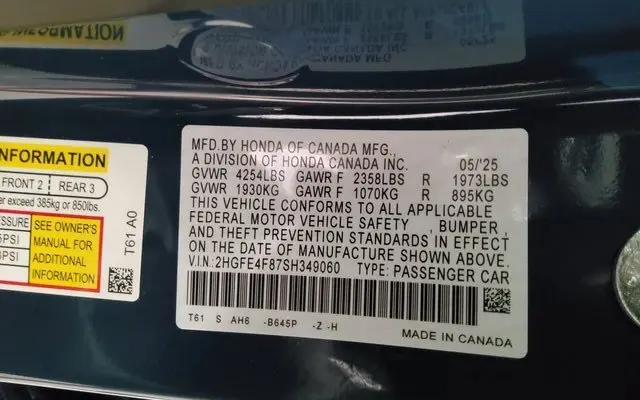 NFORMATION
FRONT 2 REAR 3
er exceed 385kg or 850lbs.
ESSURE
SEE OWNER'S
MANUAL FOR
ADDITIONAL
INFORMATION
PSI
PSI
T61 A0
MFD.BY HONDA OF CANADA MFG.,
A DIVISION OF HONDA CANADA INC. 05/'25
GVWR 4254LBS GAWR F 2358LBS R 1973LBS
GVWR 1930KG GAWR F 1070KG R 895KG
THIS VEHICLE CONFORMS TO ALL APPLICABLE
FEDERAL MOTOR VEHICLE SAFETY , BUMPER ,
AND THEFT PREVENTION STANDARDS IN EFFECT
ON THE DATE OF MANUFACTURE SHOWN ABOVE.
V.I.N:2HGFE4F87SH349060 TYPE: PASSENGER CAR
T61 S AH6 -B645P -Z -H
MADE IN CANADA